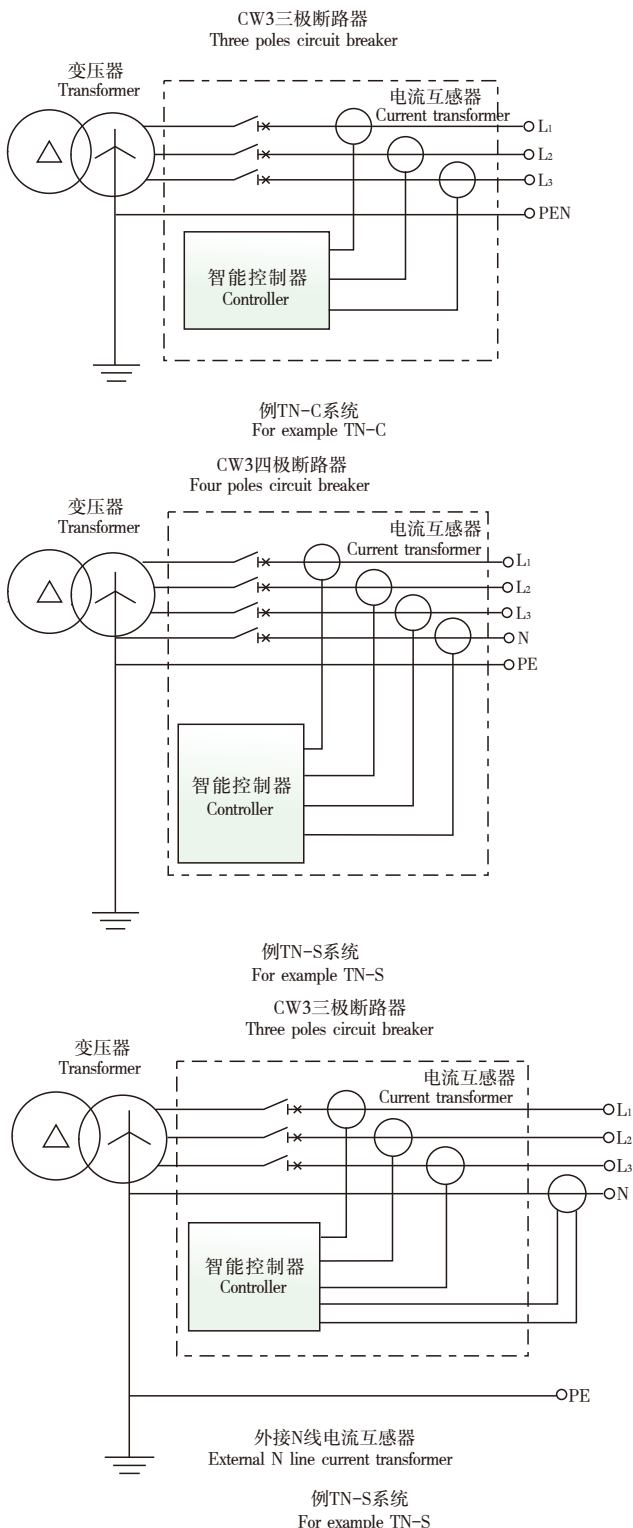 CW3三极断路器
Three poles circuit breaker
变压器
Transformer
电流互感器
Current transformer
L1
L2
L3
PEN
智能控制器
Controller
例TN-C系统
For example TN-C
CW3四极断路器
Four poles circuit breaker
变压器
Transformer
电流互感器
Current transformer
L1
L2
L3
N
PE
智能控制器
Controller
例TN-S系统
For example TN-S
CW3三极断路器
Three poles circuit breaker
变压器
Transformer
电流互感器
Current transformer
L1
L2
L3
N
智能控制器
Controller
PE
外接N线电流互感器
External N line current transformer
例TN-S系统
For example TN-S